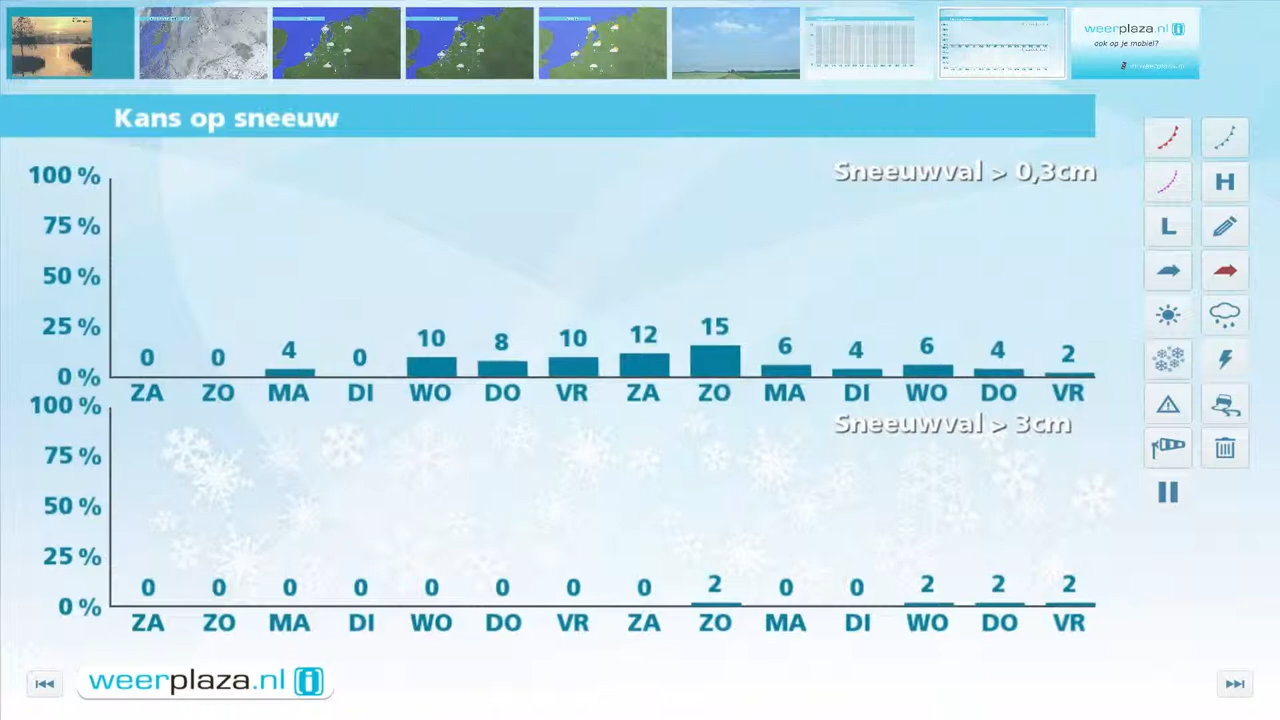 weerplaza.nl
ook op je mobiel?
Kans op sneeuw
Sneeuwval > 0,3cm
100 %
75 %
50 %
25 %
0 %
0 0 4 0 10 8 10 12 15 6 4 6 4 2
ZA ZO MA DI WO DO VR ZA ZO MA DI WO DO VR
Sneeuwval > 3cm
100 %
75 %
50 %
25 %
0 %
0 0 0 0 0 0 0 0 2 0 0 2 2 2
ZA ZO MA DI WO DO VR ZA ZO MA DI WO DO VR
H
L
weerplaza.nl